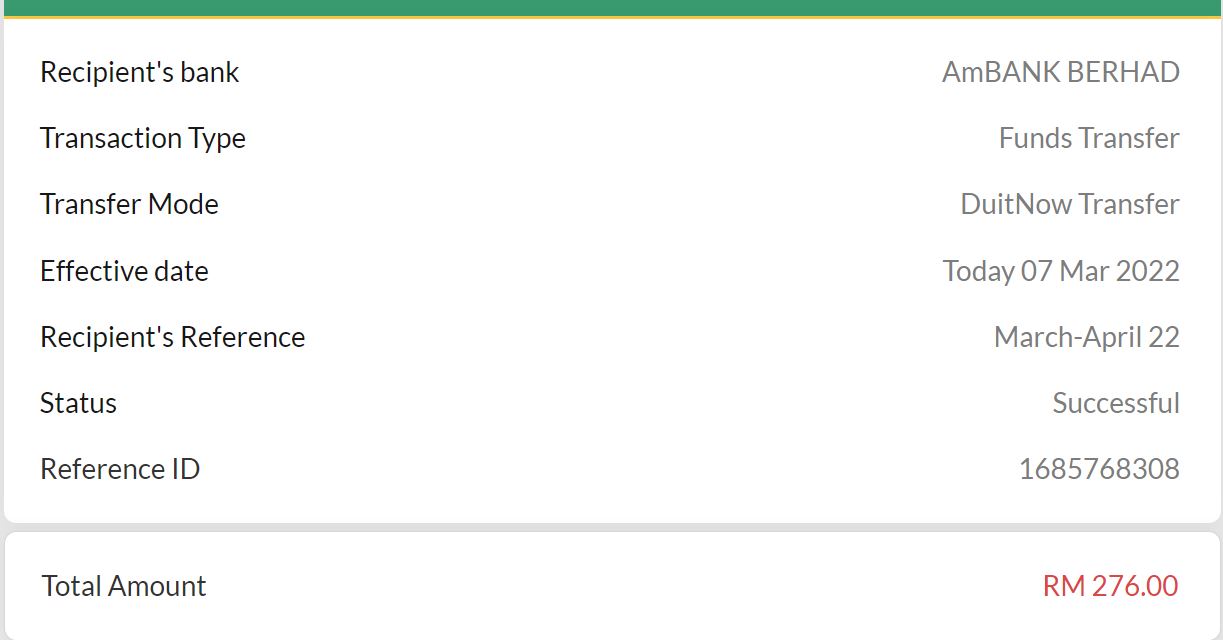 Recipient's bank AmBANK BERHAD
Transaction Type Funds Transfer
Transfer Mode DuitNow Transfer
Effective date Today 07 Mar 2022
Recipient's Reference March-April 22
Status Successful
Reference ID 1685768308
Total Amount RM 276.00